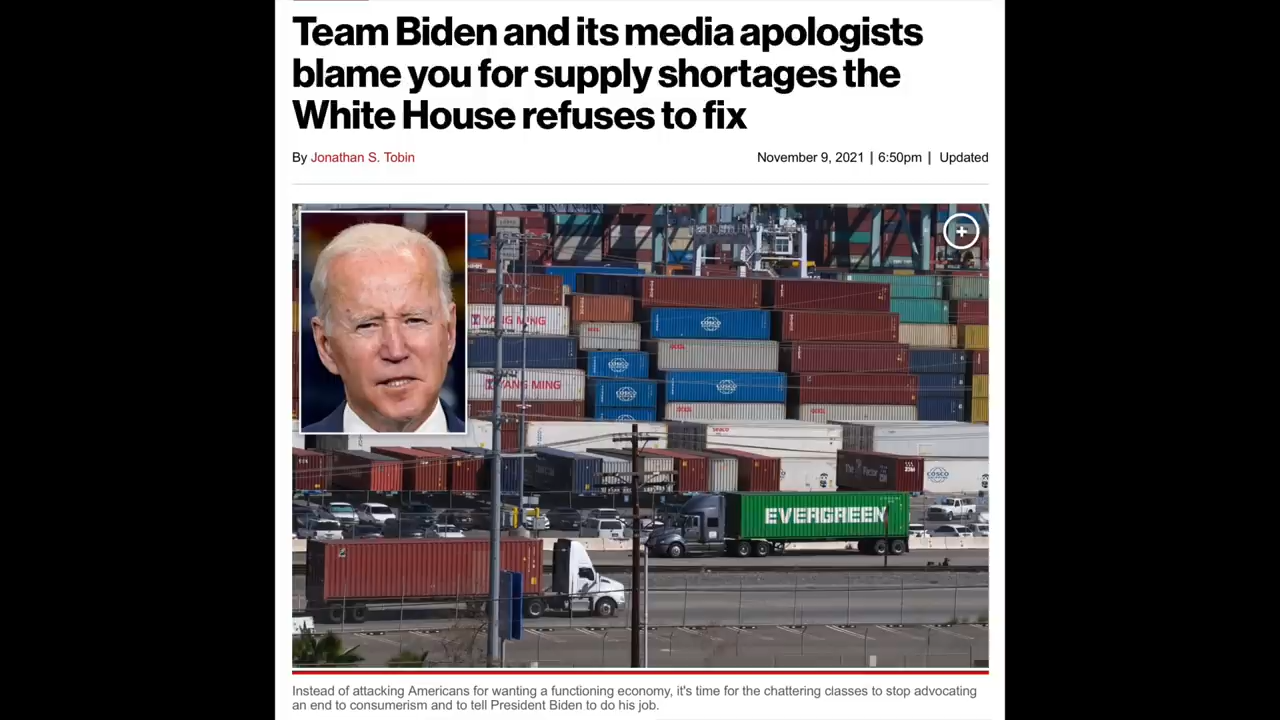 Team Biden and its media apologists
blame you for supply shortages the
White House refuses to fix
By Jonathan S. Tobin
November 9, 2021 | 6:50pm | Updated
YANG MING
COSCO
YANG MING
EVERGREEN
Instead of attacking Americans for wanting a functioning economy, it's time for the chattering classes to stop advocating
an end to consumerism and to tell President Biden to do his job.